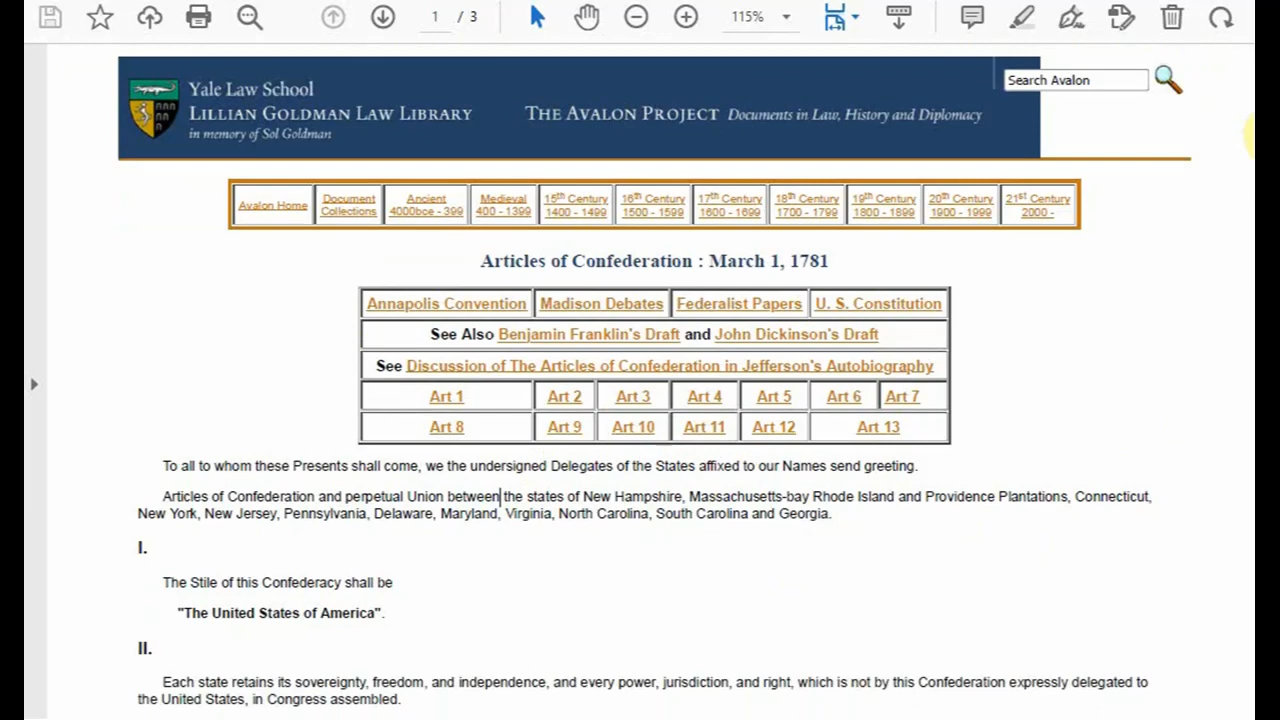 1 / 3 115%
Yale Law School
LILLIAN GOLDMAN LAW LIBRARY
in memory of Sol Goldman
THE AVALON PROJECT Documents in Law, History and Diplomacy
Search Avalon
Avalon Home
Document Collections
Ancient 4000bce - 399
Medieval 400 - 1399
15th Century 1400 - 1499
16th Century 1500 - 1599
17th Century 1600 - 1699
18th Century 1700 - 1799
19th Century 1800 - 1899
20th Century 1900 - 1999
21st Century 2000 -
Articles of Confederation : March 1, 1781
Annapolis Convention Madison Debates Federalist Papers U. S. Constitution
See Also Benjamin Franklin's Draft and John Dickinson's Draft
See Discussion of The Articles of Confederation in Jefferson's Autobiography
Art 1 Art 2 Art 3 Art 4 Art 5 Art 6 Art 7
Art 8 Art 9 Art 10 Art 11 Art 12 Art 13
To all to whom these Presents shall come, we the undersigned Delegates of the States affixed to our Names send greeting.
Articles of Confederation and perpetual Union between the states of New Hampshire, Massachusetts-bay Rhode Island and Providence Plantations, Connecticut,
New York, New Jersey, Pennsylvania, Delaware, Maryland, Virginia, North Carolina, South Carolina and Georgia.
I.
The Stile of this Confederacy shall be
"The United States of America".
II.
Each state retains its sovereignty, freedom, and independence, and every power, jurisdiction, and right, which is not by this Confederation expressly delegated to
the United States, in Congress assembled.